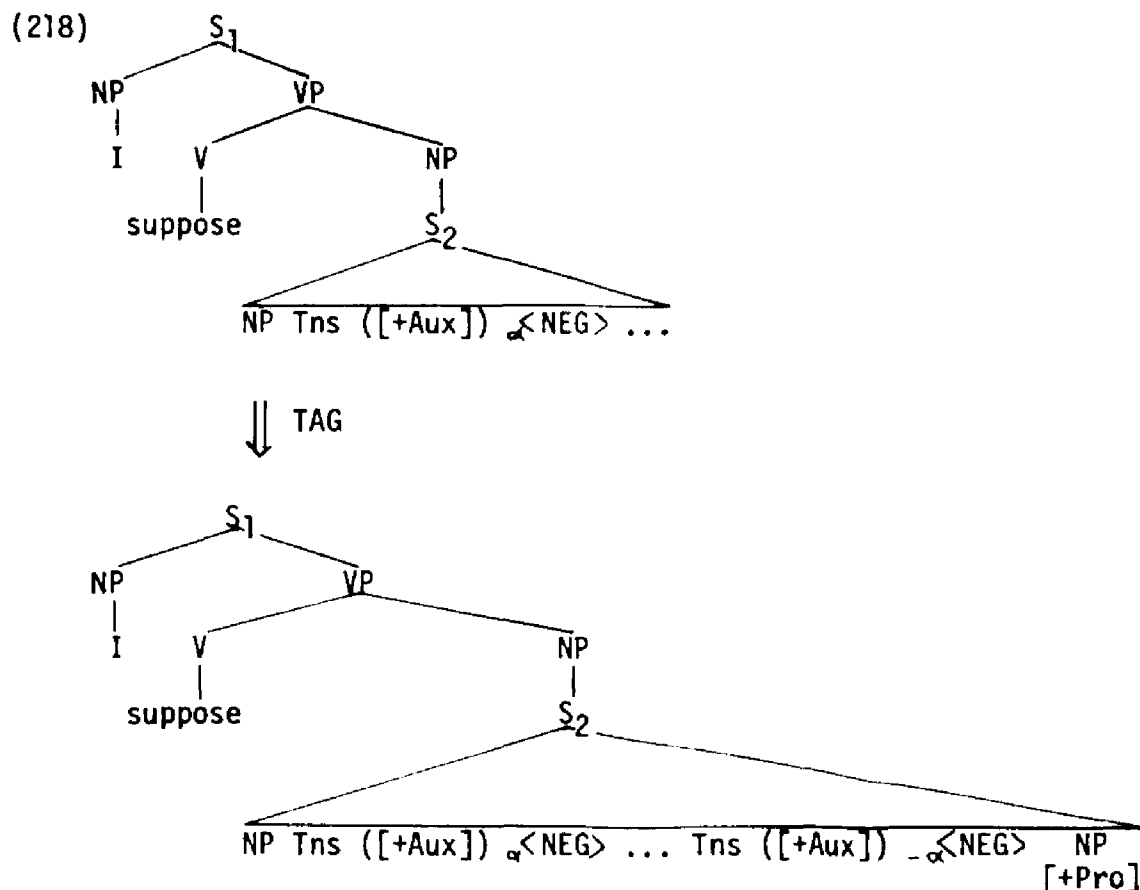 (218)
S1
NP VP
I V NP
suppose
S2
NP Tns ([+Aux]) α<NEG> ...
⇓ TAG
S1
NP VP
I V NP
suppose S2
NP Tns ([+Aux]) α<NEG> ... Tns ([+Aux]) -α<NEG> NP
[+Pro]